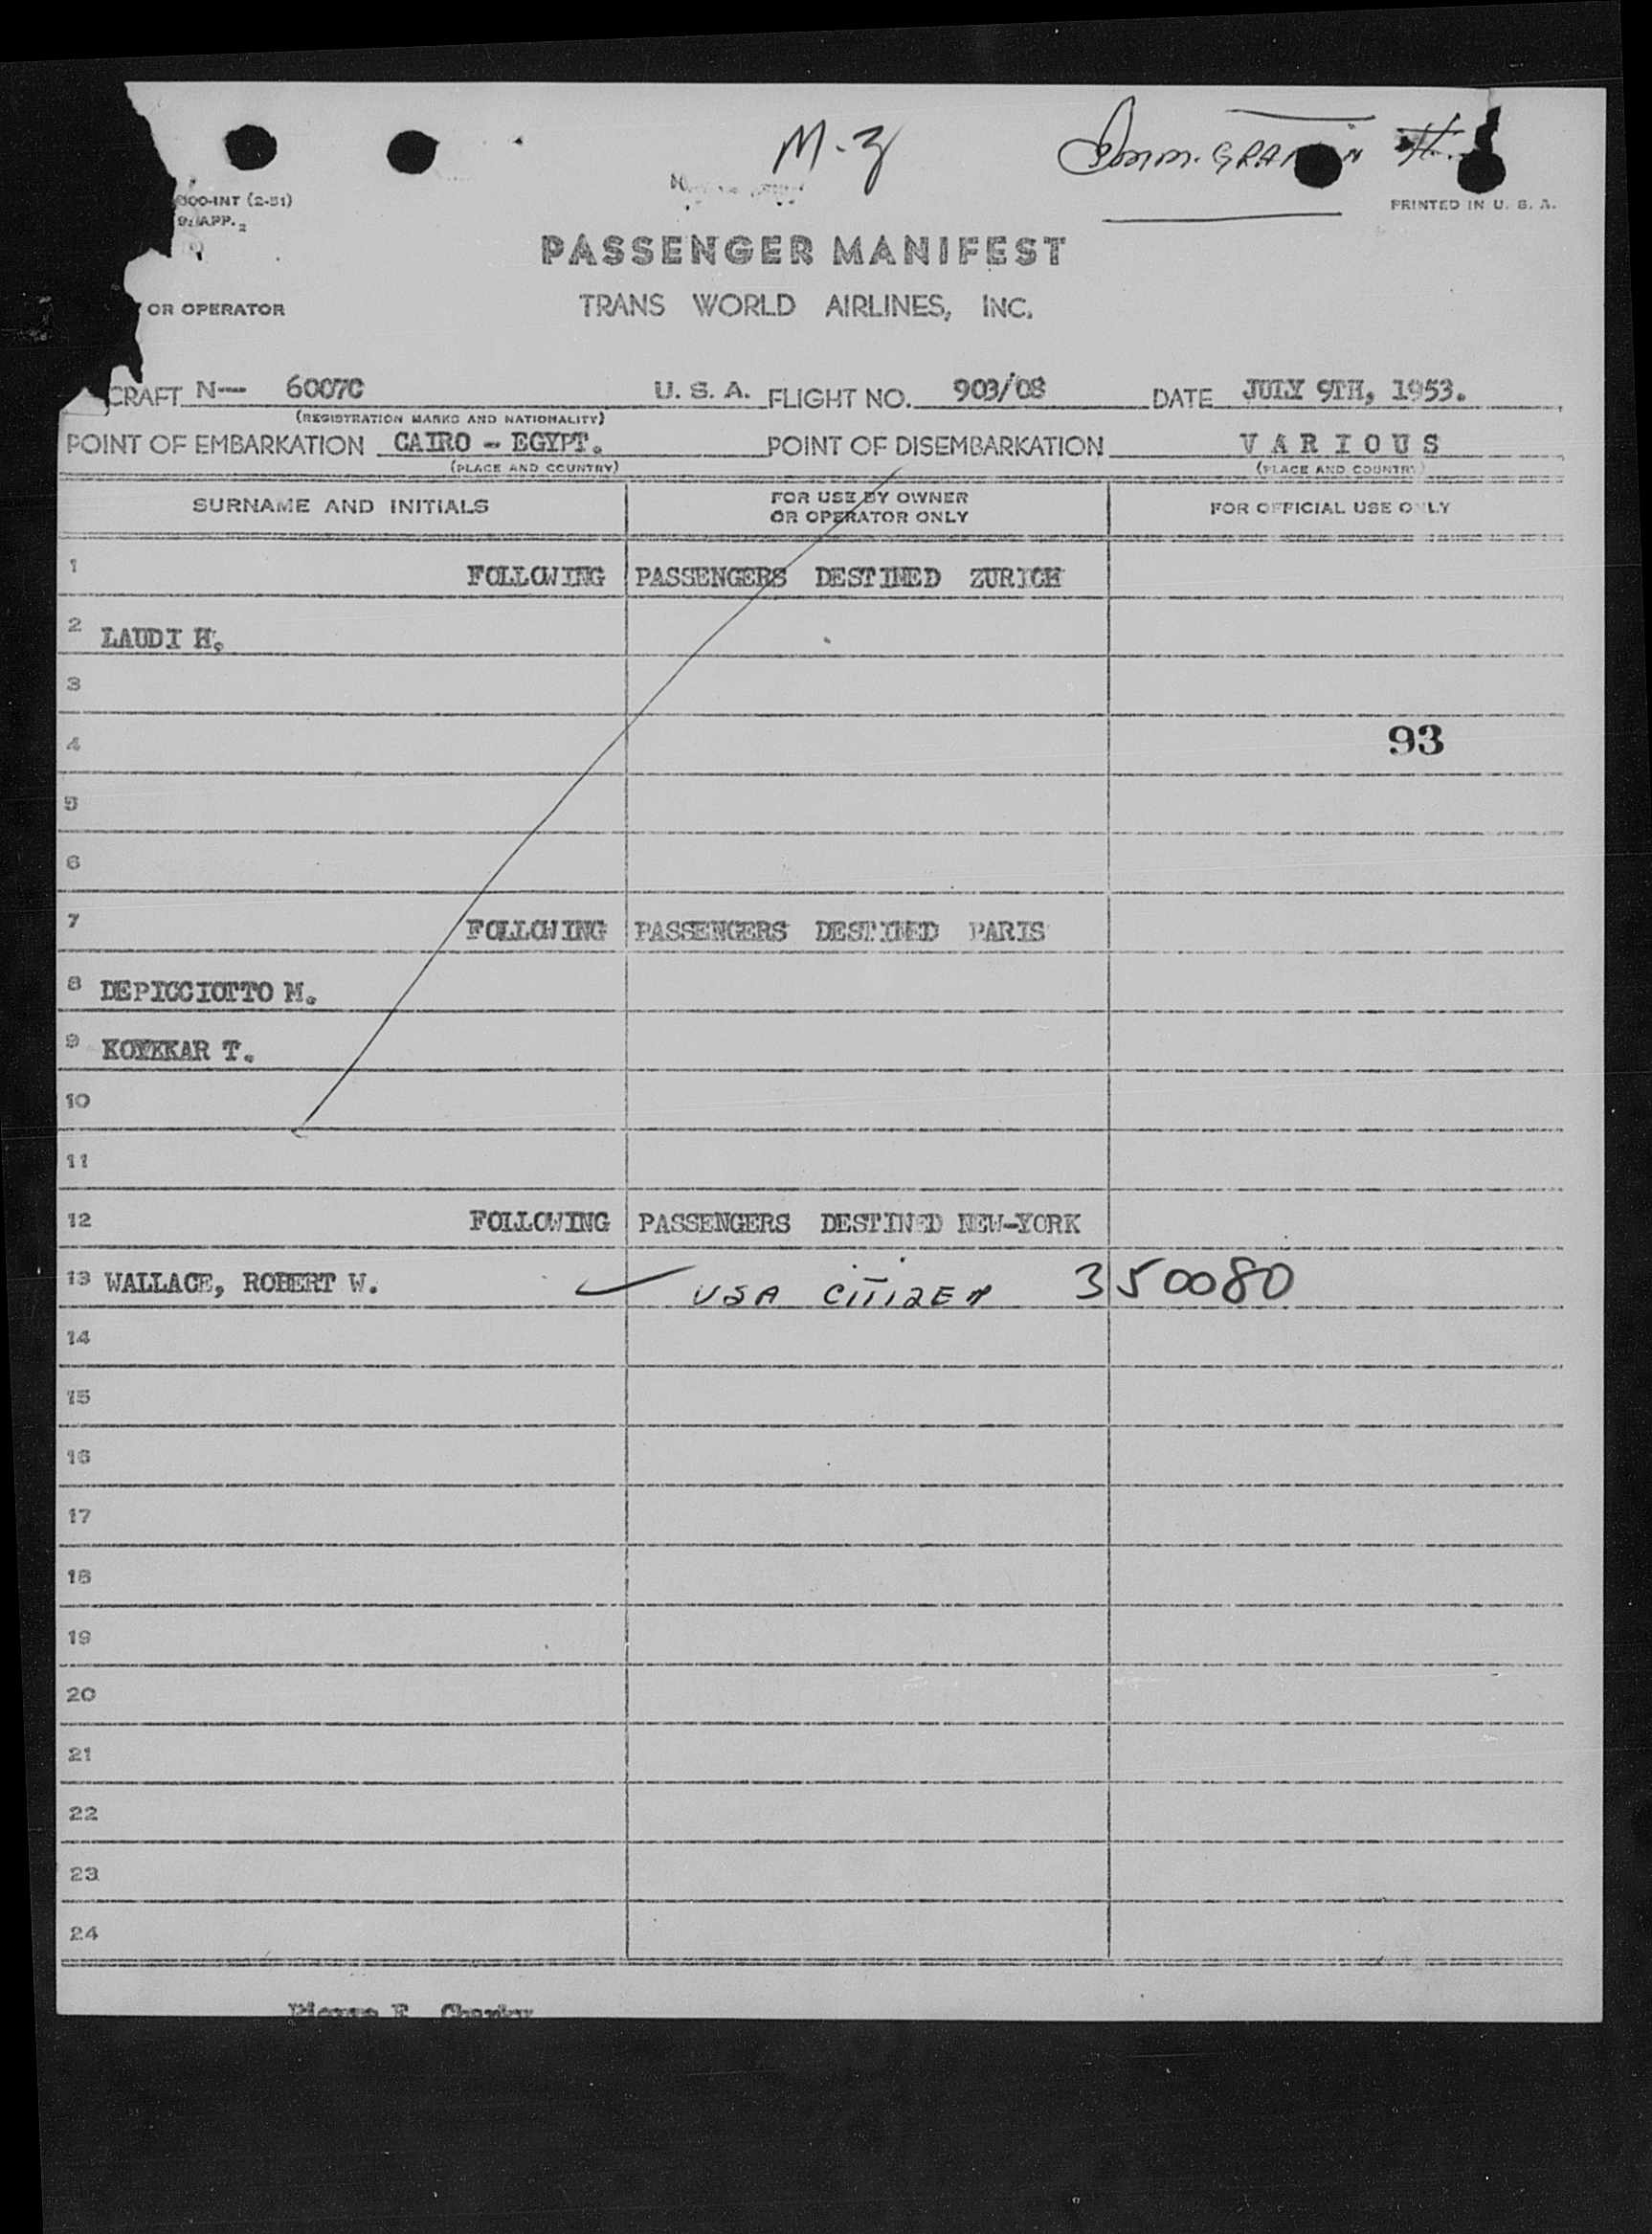 M-3
300-INT (2-51)
PRINTED IN U. S. A.
PASSENGER MANIFEST
OR OPERATOR
TRANS WORLD AIRLINES, INC.
CRAFT N-- 6007C U. S. A. FLIGHT NO. 903/08 DATE JULY 9TH, 1953.
(REGISTRATION MARKS AND NATIONALITY)
POINT OF EMBARKATION CAIRO - EGYPT. POINT OF DISEMBARKATION V A R I O U S
(PLACE AND COUNTRY) (PLACE AND COUNTRY)
SURNAME AND INITIALS FOR USE BY OWNER OR OPERATOR ONLY FOR OFFICIAL USE ONLY
1 FOLLOWING PASSENGERS DESTINED ZURICH
2 LAUDI H.
3
4 93
5
6
7 FOLLOWING PASSENGERS DESTINED PARIS
8 DEPICCIOTTO M.
9 T.
10
11
12 FOLLOWING PASSENGERS DESTINED NEW-YORK
13 WALLACE, ROBERT W. ✓ USA CITIZEN 350080
14
15
16
17
18
19
20
21
22
23
24